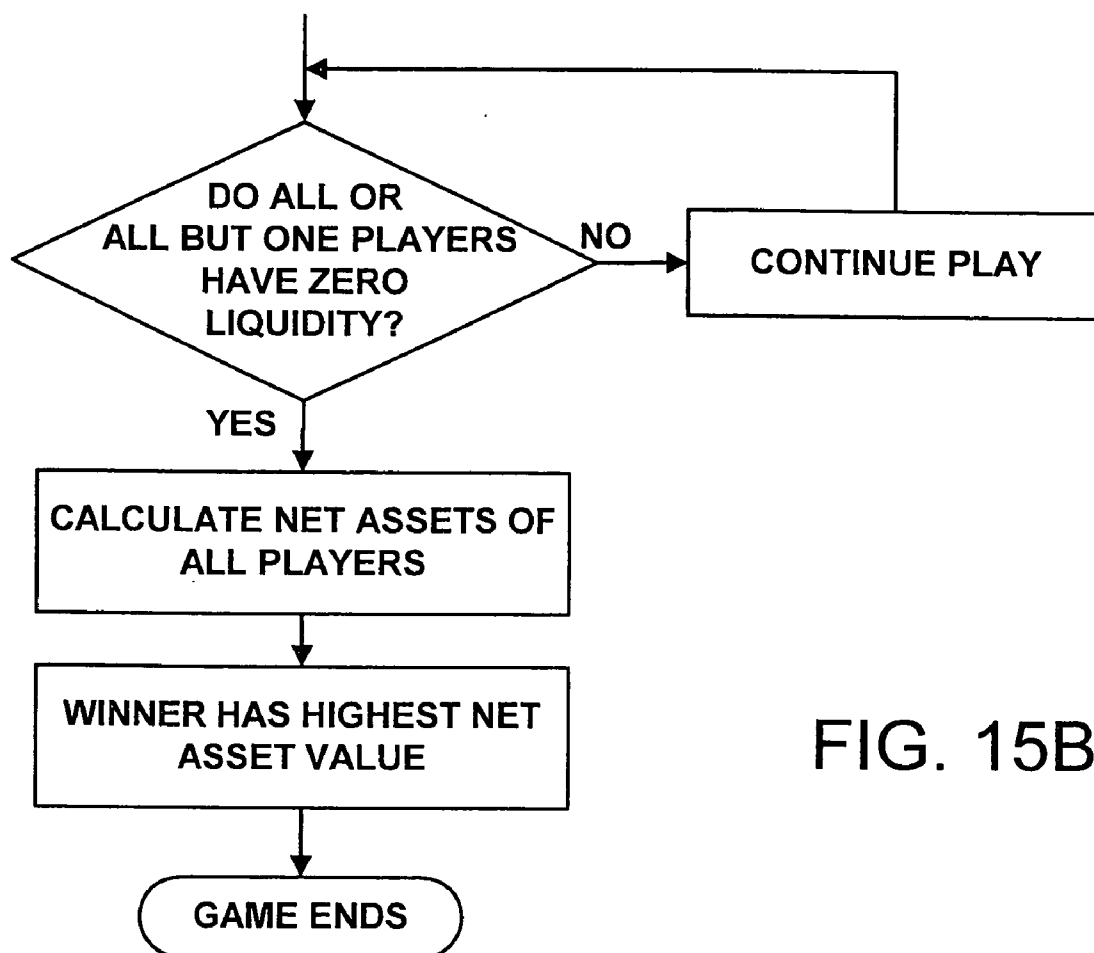 DO ALL OR
ALL BUT ONE PLAYERS
HAVE ZERO
LIQUIDITY?
NO
CONTINUE PLAY
YES
CALCULATE NET ASSETS OF
ALL PLAYERS
WINNER HAS HIGHEST NET
ASSET VALUE
FIG. 15B
GAME ENDS